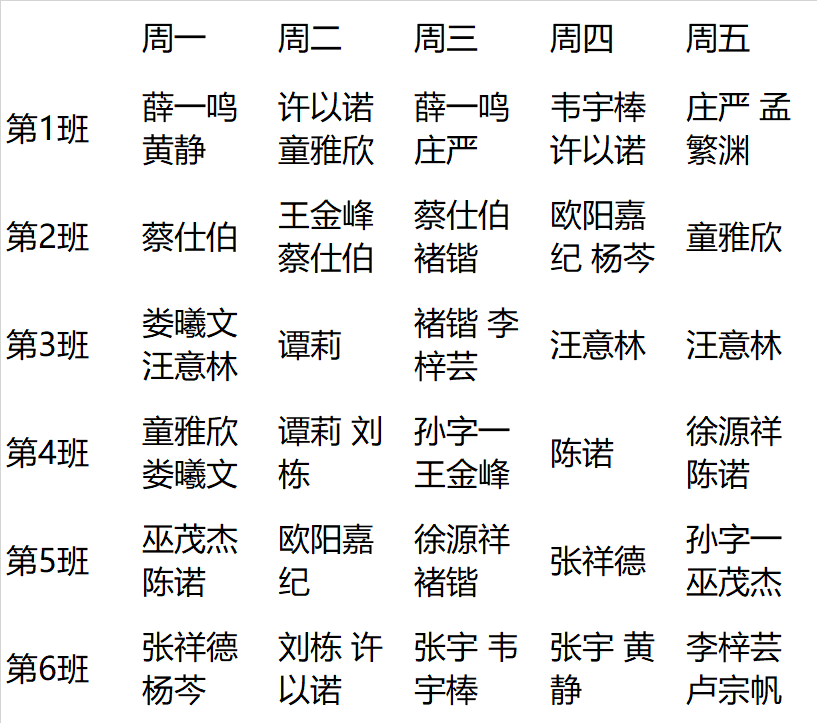 周一 周二 周三 周四 周五
薛一鸣 许以诺 薛一鸣 韦宇棒 庄严 孟
第1班
黄静 童雅欣 庄严 许以诺 繁渊
王金峰 蔡仕伯 欧阳嘉
第2班 蔡仕伯 童雅欣
蔡仕伯 褚锴 纪 杨芩
娄曦文 褚锴 李
第3班 谭莉 汪意林 汪意林
汪意林 梓芸
童雅欣 谭莉 刘 孙字一 徐源祥
第4班 陈诺
娄曦文 栋 王金峰 陈诺
巫茂杰 欧阳嘉 徐源祥 孙字一
第5班 张祥德
陈诺 纪 褚锴 巫茂杰
张祥德 刘栋 许 张宇 韦 张宇 黄 李梓芸
第6班
杨芩 以诺 宇棒 静 卢宗帆